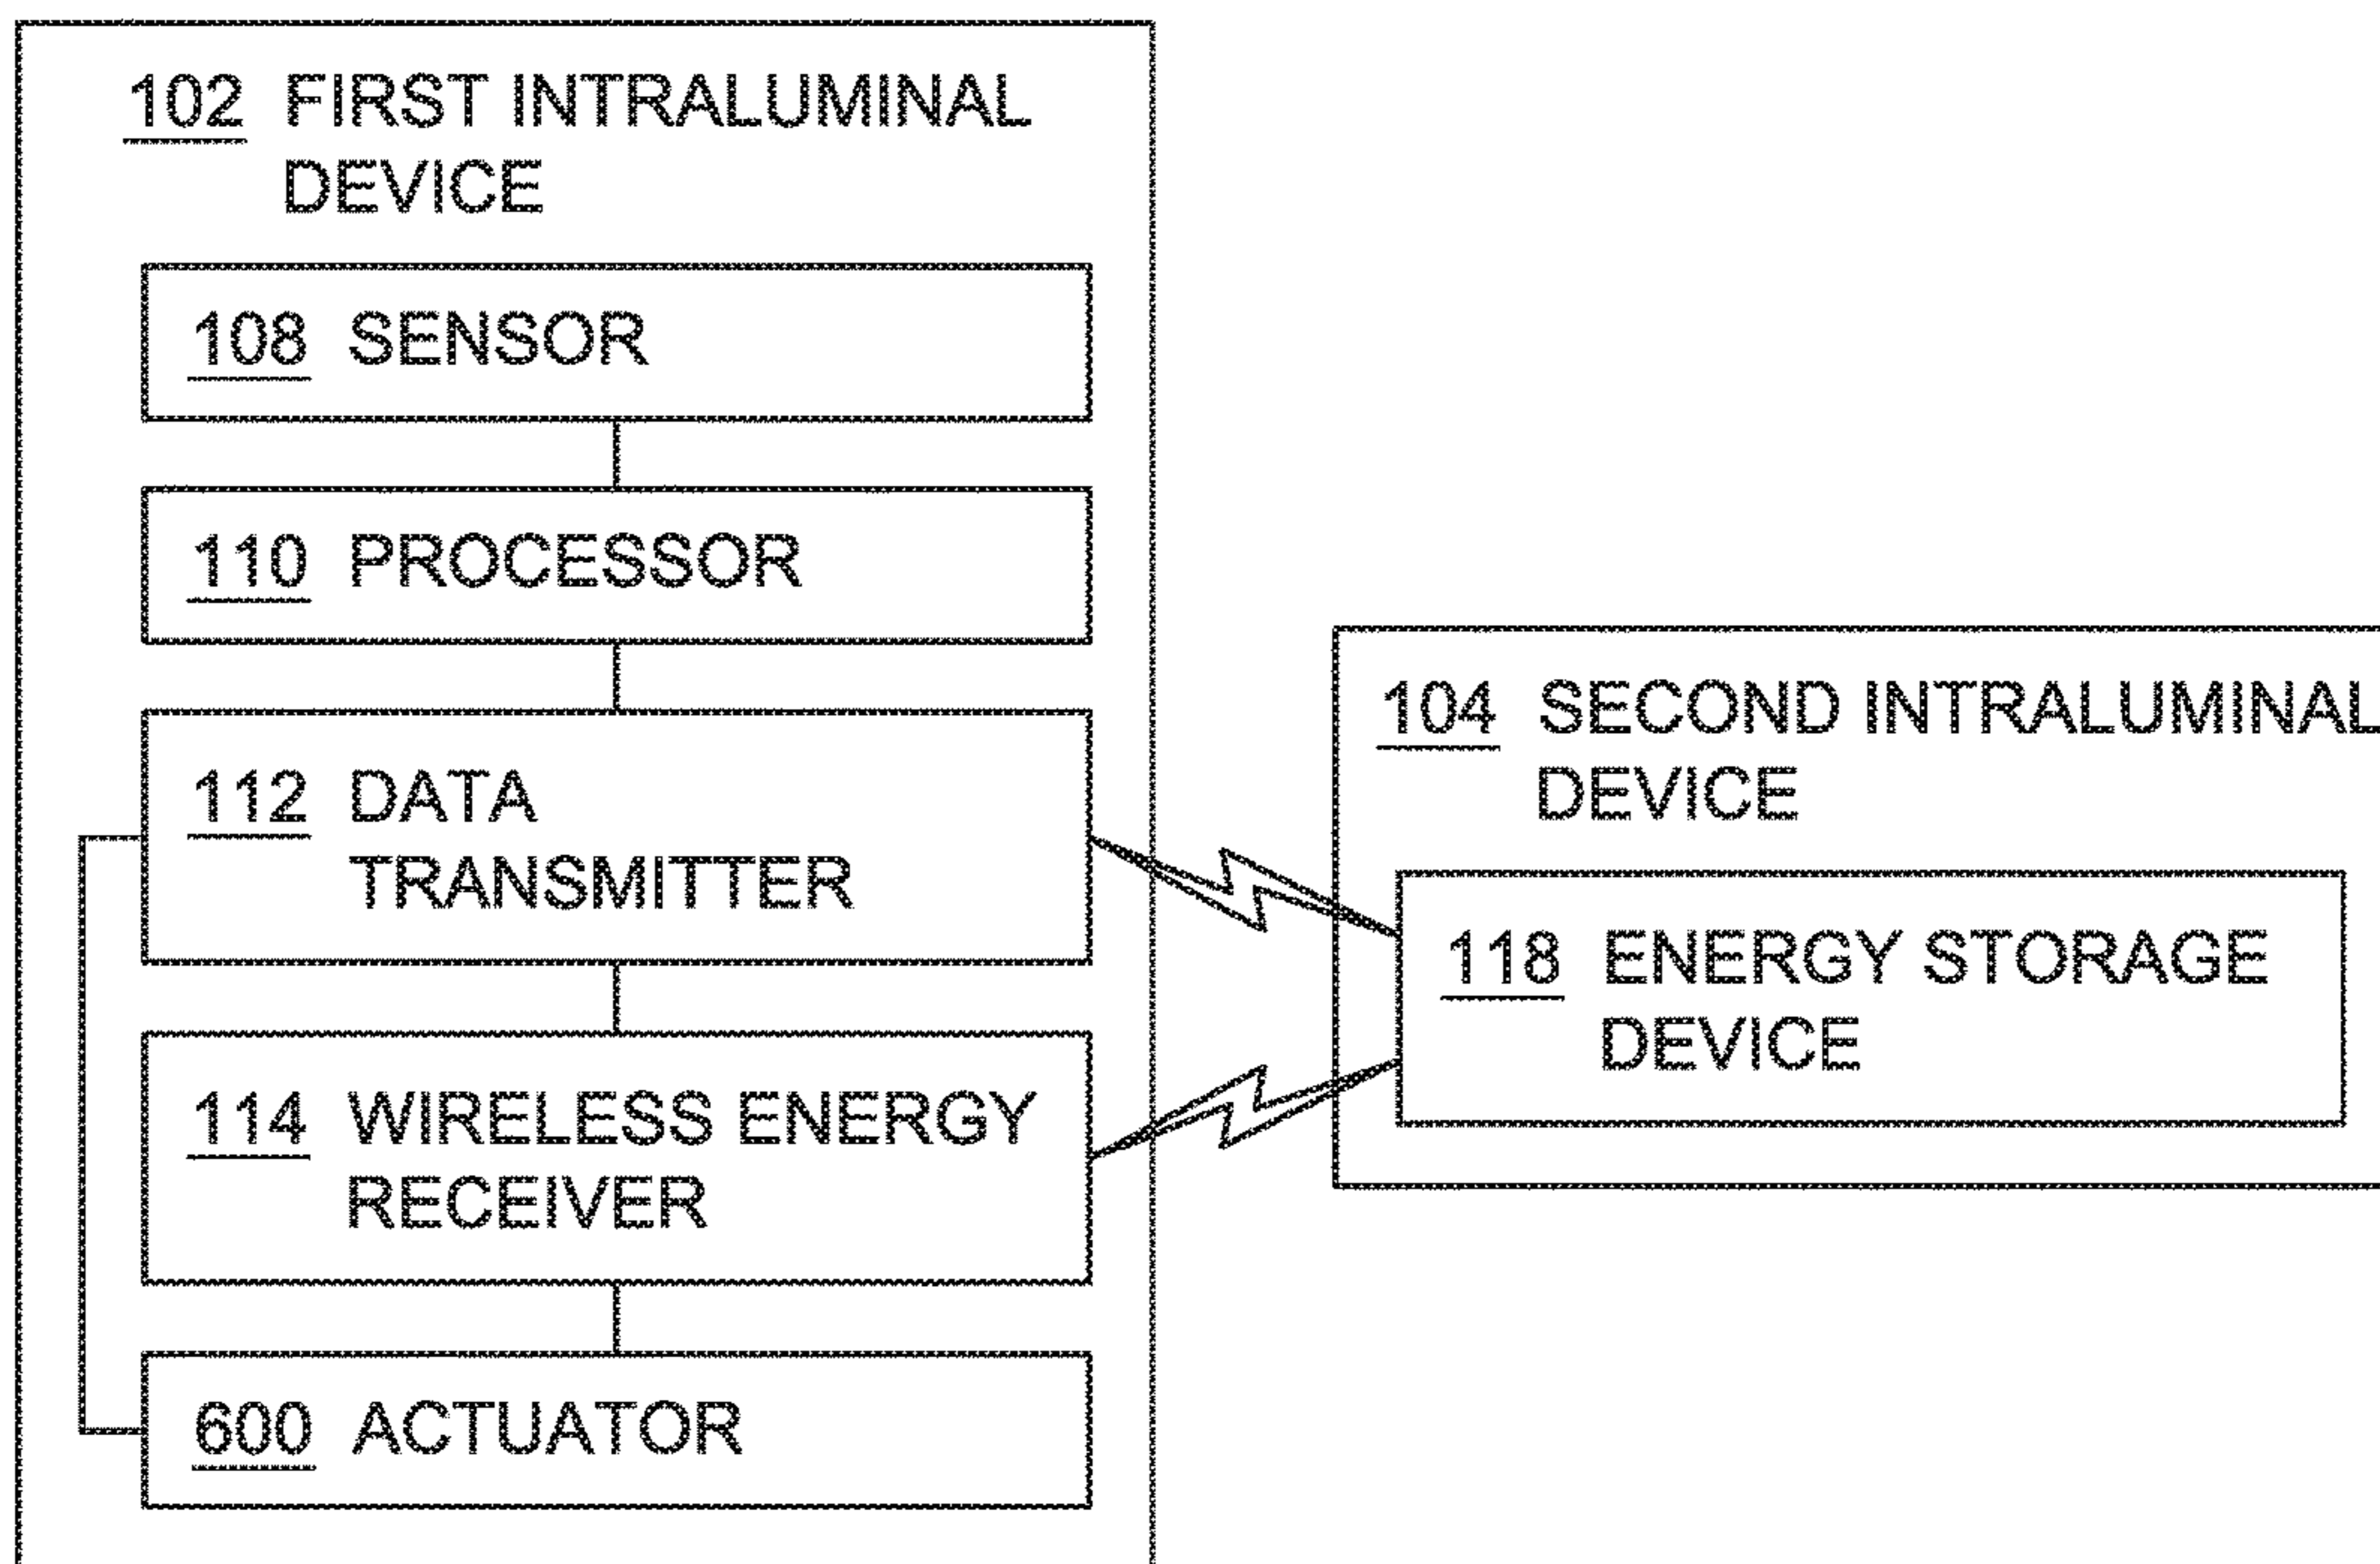 102 FIRST INTRALUMINAL
DEVICE
108 SENSOR
110 PROCESSOR
112 DATA
TRANSMITTER
114 WIRELESS ENERGY
RECEIVER
600 ACTUATOR
104 SECOND INTRALUMINAL
DEVICE
118 ENERGY STORAGE
DEVICE